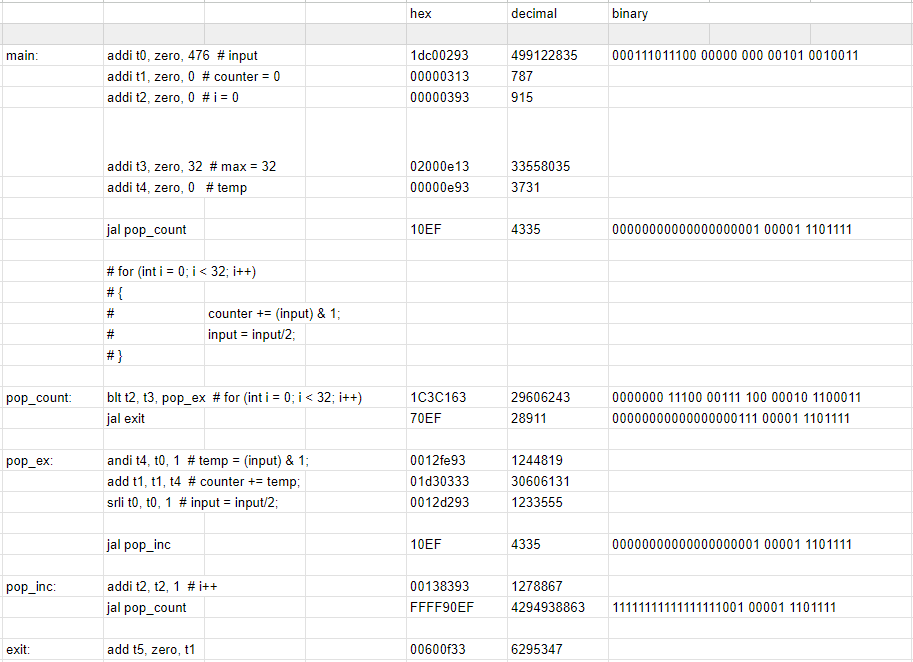 hex decimal binary
main: addi t0, zero, 476 # input 1dc00293 499122835 000111011100 00000 000 00101 0010011
addi t1, zero, 0 # counter = 0 00000313 787
addi t2, zero, 0 # i = 0 00000393 915
addi t3, zero, 32 # max = 32 02000e13 33558035
addi t4, zero, 0 # temp 00000e93 3731
jal pop_count 10EF 4335 00000000000000000001 00001 1101111
# for (int i = 0; i < 32; i++)
# {
# counter += (input) & 1;
# input = input/2;
# }
pop_count: blt t2, t3, pop_ex # for (int i = 0; i < 32; i++) 1C3C163 29606243 0000000 11100 00111 100 00010 1100011
jal exit 70EF 28911 00000000000000000111 00001 1101111
pop_ex: andi t4, t0, 1 # temp = (input) & 1; 0012fe93 1244819
add t1, t1, t4 # counter += temp; 01d30333 30606131
srli t0, t0, 1 # input = input/2; 0012d293 1233555
jal pop_inc 10EF 4335 00000000000000000001 00001 1101111
pop_inc: addi t2, t2, 1 # i++ 00138393 1278867
jal pop_count FFFF90EF 4294938863 11111111111111111001 00001 1101111
exit: add t5, zero, t1 00600f33 6295347